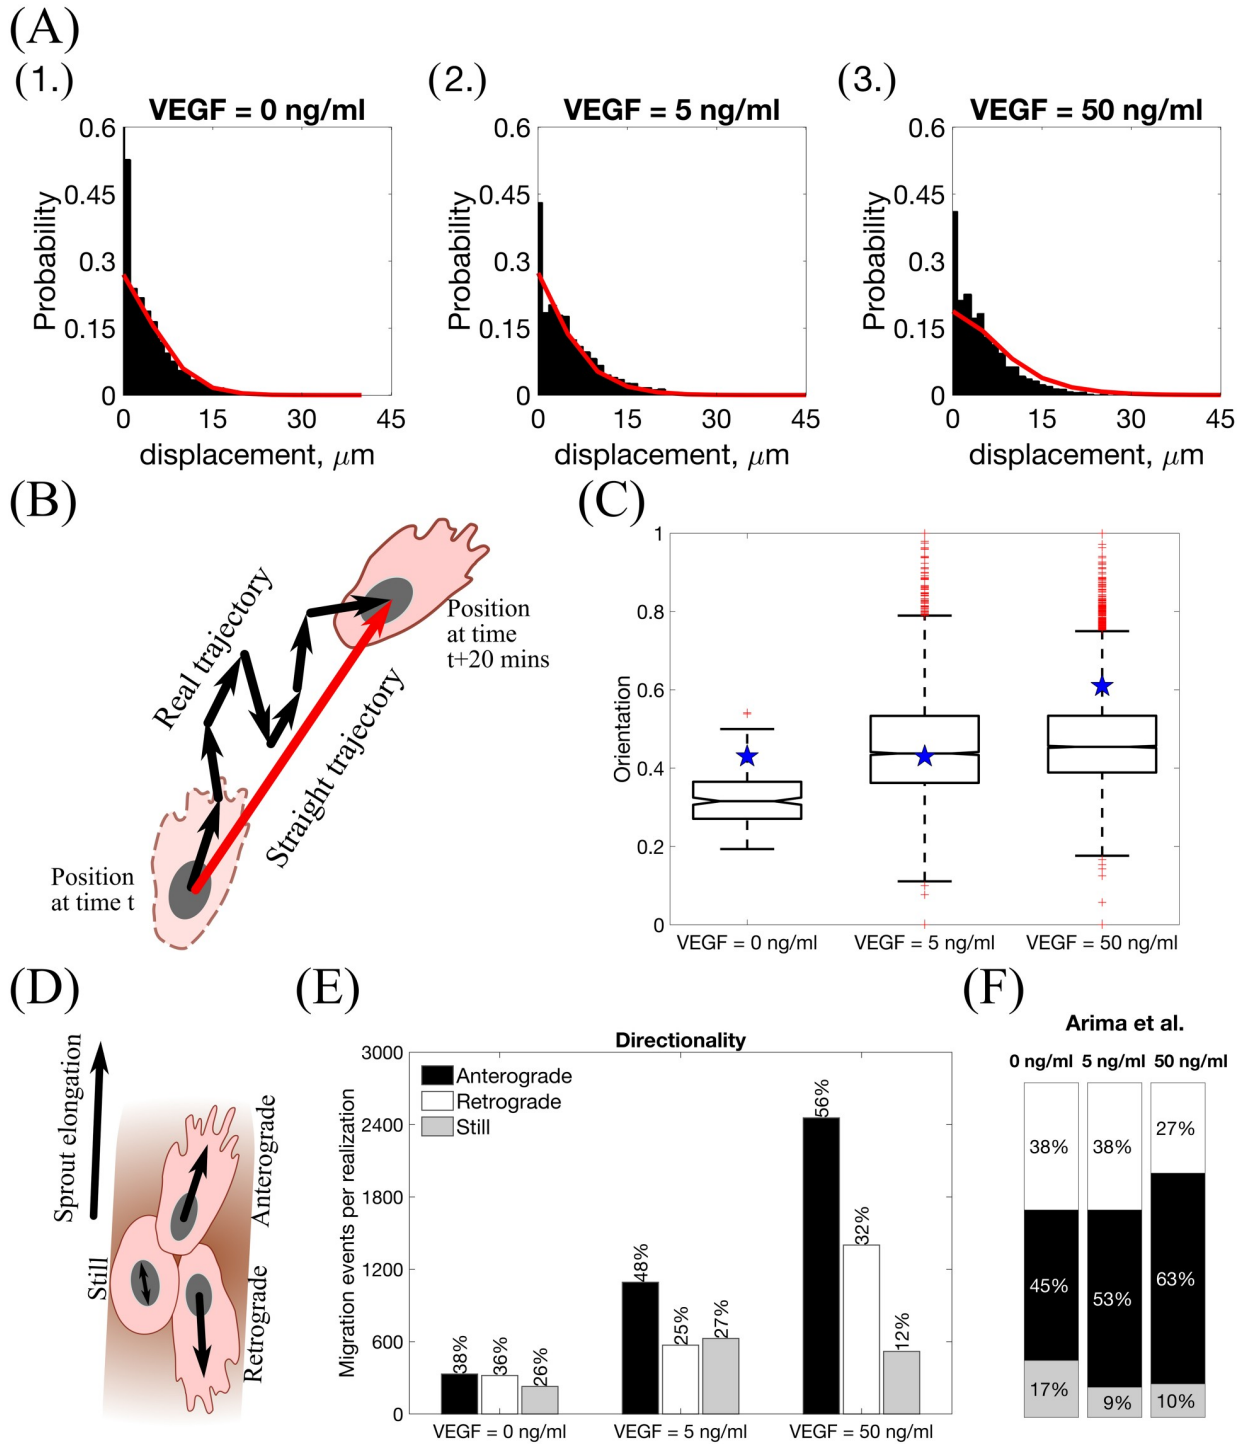 (A)
(1.)
VEGF = 0 ng/ml
0.6
0.45
0.3
0.15
0
Probability
0
15
30
45
displacement, μm
(2.)
VEGF = 5 ng/ml
0.6
0.45
0.3
0.15
0
Probability
0
15
30
45
displacement, μm
(3.)
VEGF = 50 ng/ml
0.6
0.45
0.3
0.15
0
Probability
0
15
30
45
displacement, μm
(B)
Real trajectory
Straight trajectory
Position
at time
t+20 mins
Position
at time t
(C)
Orientation
1
0.8
0.6
0.4
0.2
0
VEGF = 0 ng/ml
VEGF = 5 ng/ml
VEGF = 50 ng/ml
(D)
Sprout elongation
Anterograde
Still
Retrograde
(E)
Directionality
Migration events per realization
3000
2400
1800
1200
600
0
Anterograde
Retrograde
Still
38%
36%
26%
48%
25%
27%
56%
32%
12%
VEGF = 0 ng/ml
VEGF = 5 ng/ml
VEGF = 50 ng/ml
(F)
Arima et al.
0 ng/ml 5 ng/ml 50 ng/ml
38%
45%
17%
38%
53%
9%
27%
63%
10%